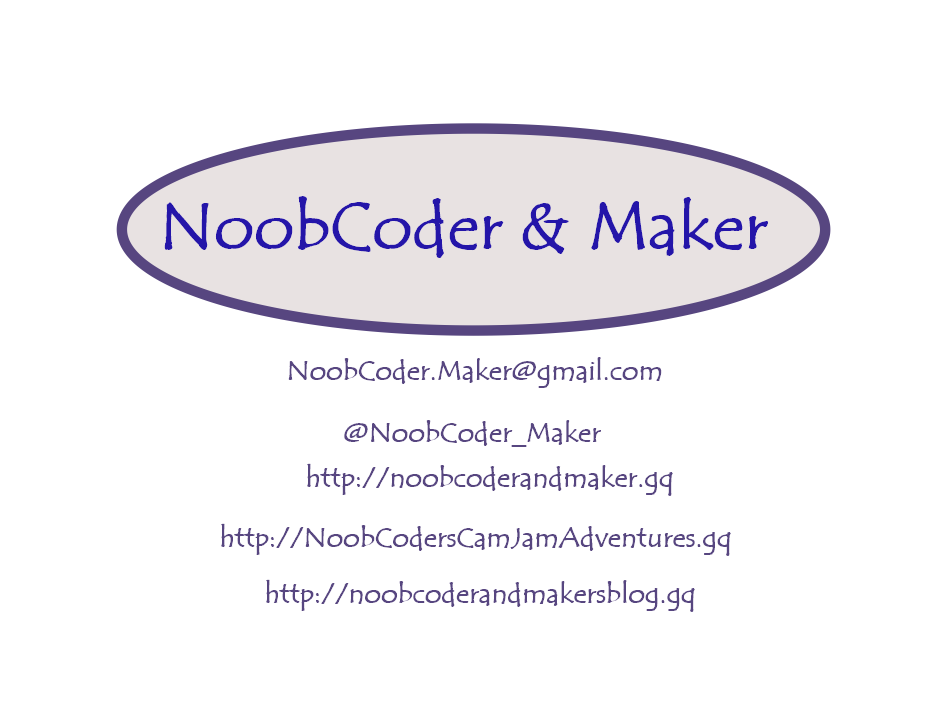 NoobCoder & Maker
NoobCoder.Maker@gmail.com
@NoobCoder_Maker
http://noobcoderandmaker.gq
http://NoobCodersCamJamAdventures.gq
http://noobcoderandmakersblog.gq